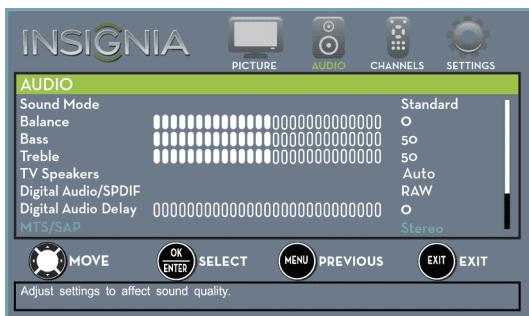 INSIGNIA
PICTURE AUDIO CHANNELS SETTINGS
AUDIO
Sound Mode Standard
Balance 0
Bass 50
Treble 50
TV Speakers Auto
Digital Audio/SPDIF RAW
Digital Audio Delay 0
MTS/SAP Stereo
MOVE OK ENTER SELECT MENU PREVIOUS EXIT EXIT
Adjust settings to affect sound quality.